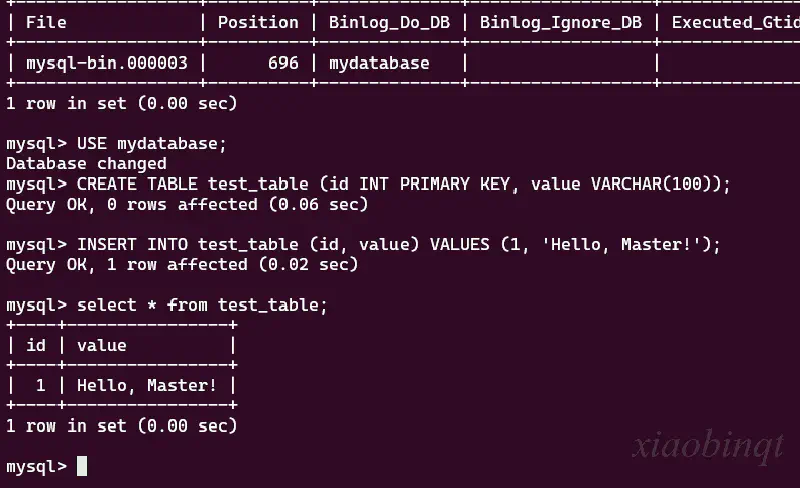 | File | Position | Binlog_Do_DB | Binlog_Ignore_DB | Executed_Gtid
+------------------+----------+--------------+------------------+--------------
| mysql-bin.000003 | 696 | mydatabase | |
+------------------+----------+--------------+------------------+--------------
1 row in set (0.00 sec)
mysql> USE mydatabase;
Database changed
mysql> CREATE TABLE test_table (id INT PRIMARY KEY, value VARCHAR(100));
Query OK, 0 rows affected (0.06 sec)
mysql> INSERT INTO test_table (id, value) VALUES (1, 'Hello, Master!');
Query OK, 1 row affected (0.02 sec)
mysql> select * from test_table;
+----+----------------+
| id | value |
+----+----------------+
| 1 | Hello, Master! |
+----+----------------+
1 row in set (0.00 sec)
xiaobinqt
mysql>